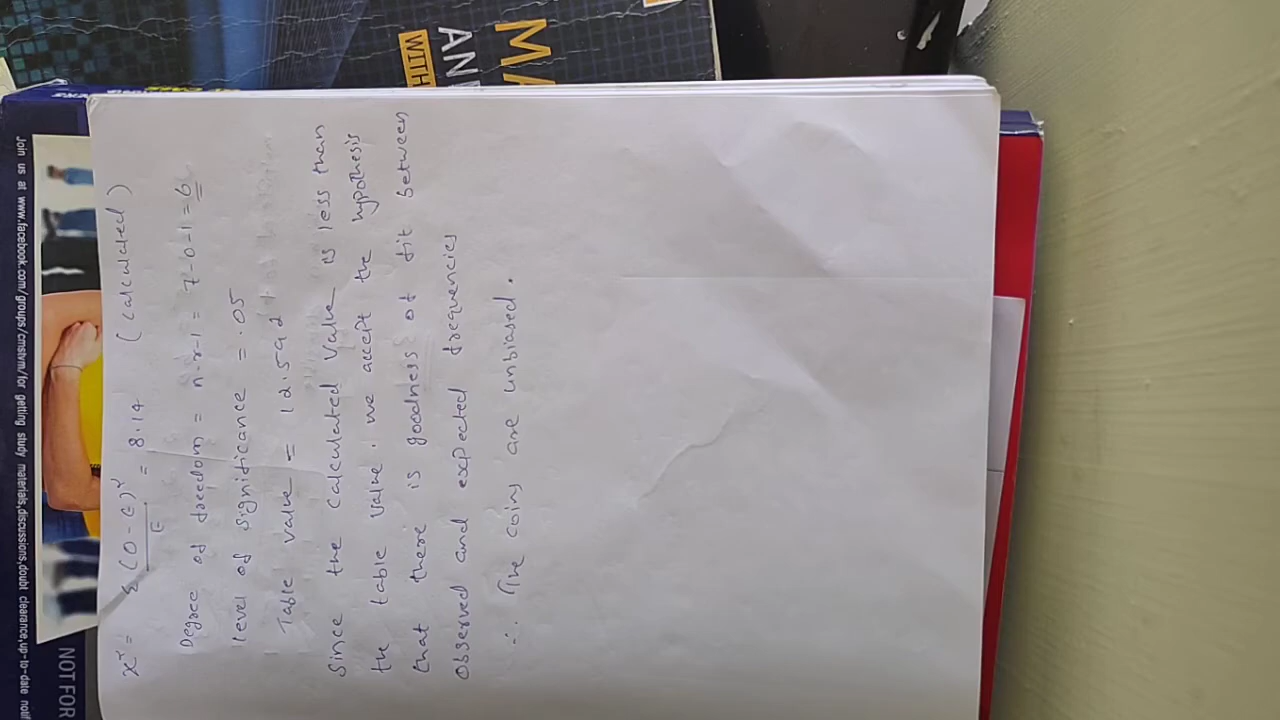 χ² = Σ (O - E)² / E = 8.14 (calculated)
Degree of freedom = n-r-1 = 7-0-1 = 6
level of significance = .05
Table value = 12.592
Since the calculated value is less than
the table value. we accept the hypothesis
that there is goodness of fit between
observed and expected frequencies
∴ The coins are unbiased.
Join us at www.facebook.com/groups/cmstvm/for getting study materials,discussions,doubt clearance,up-to-date notif
NOT FOR
MA
AN
WITH